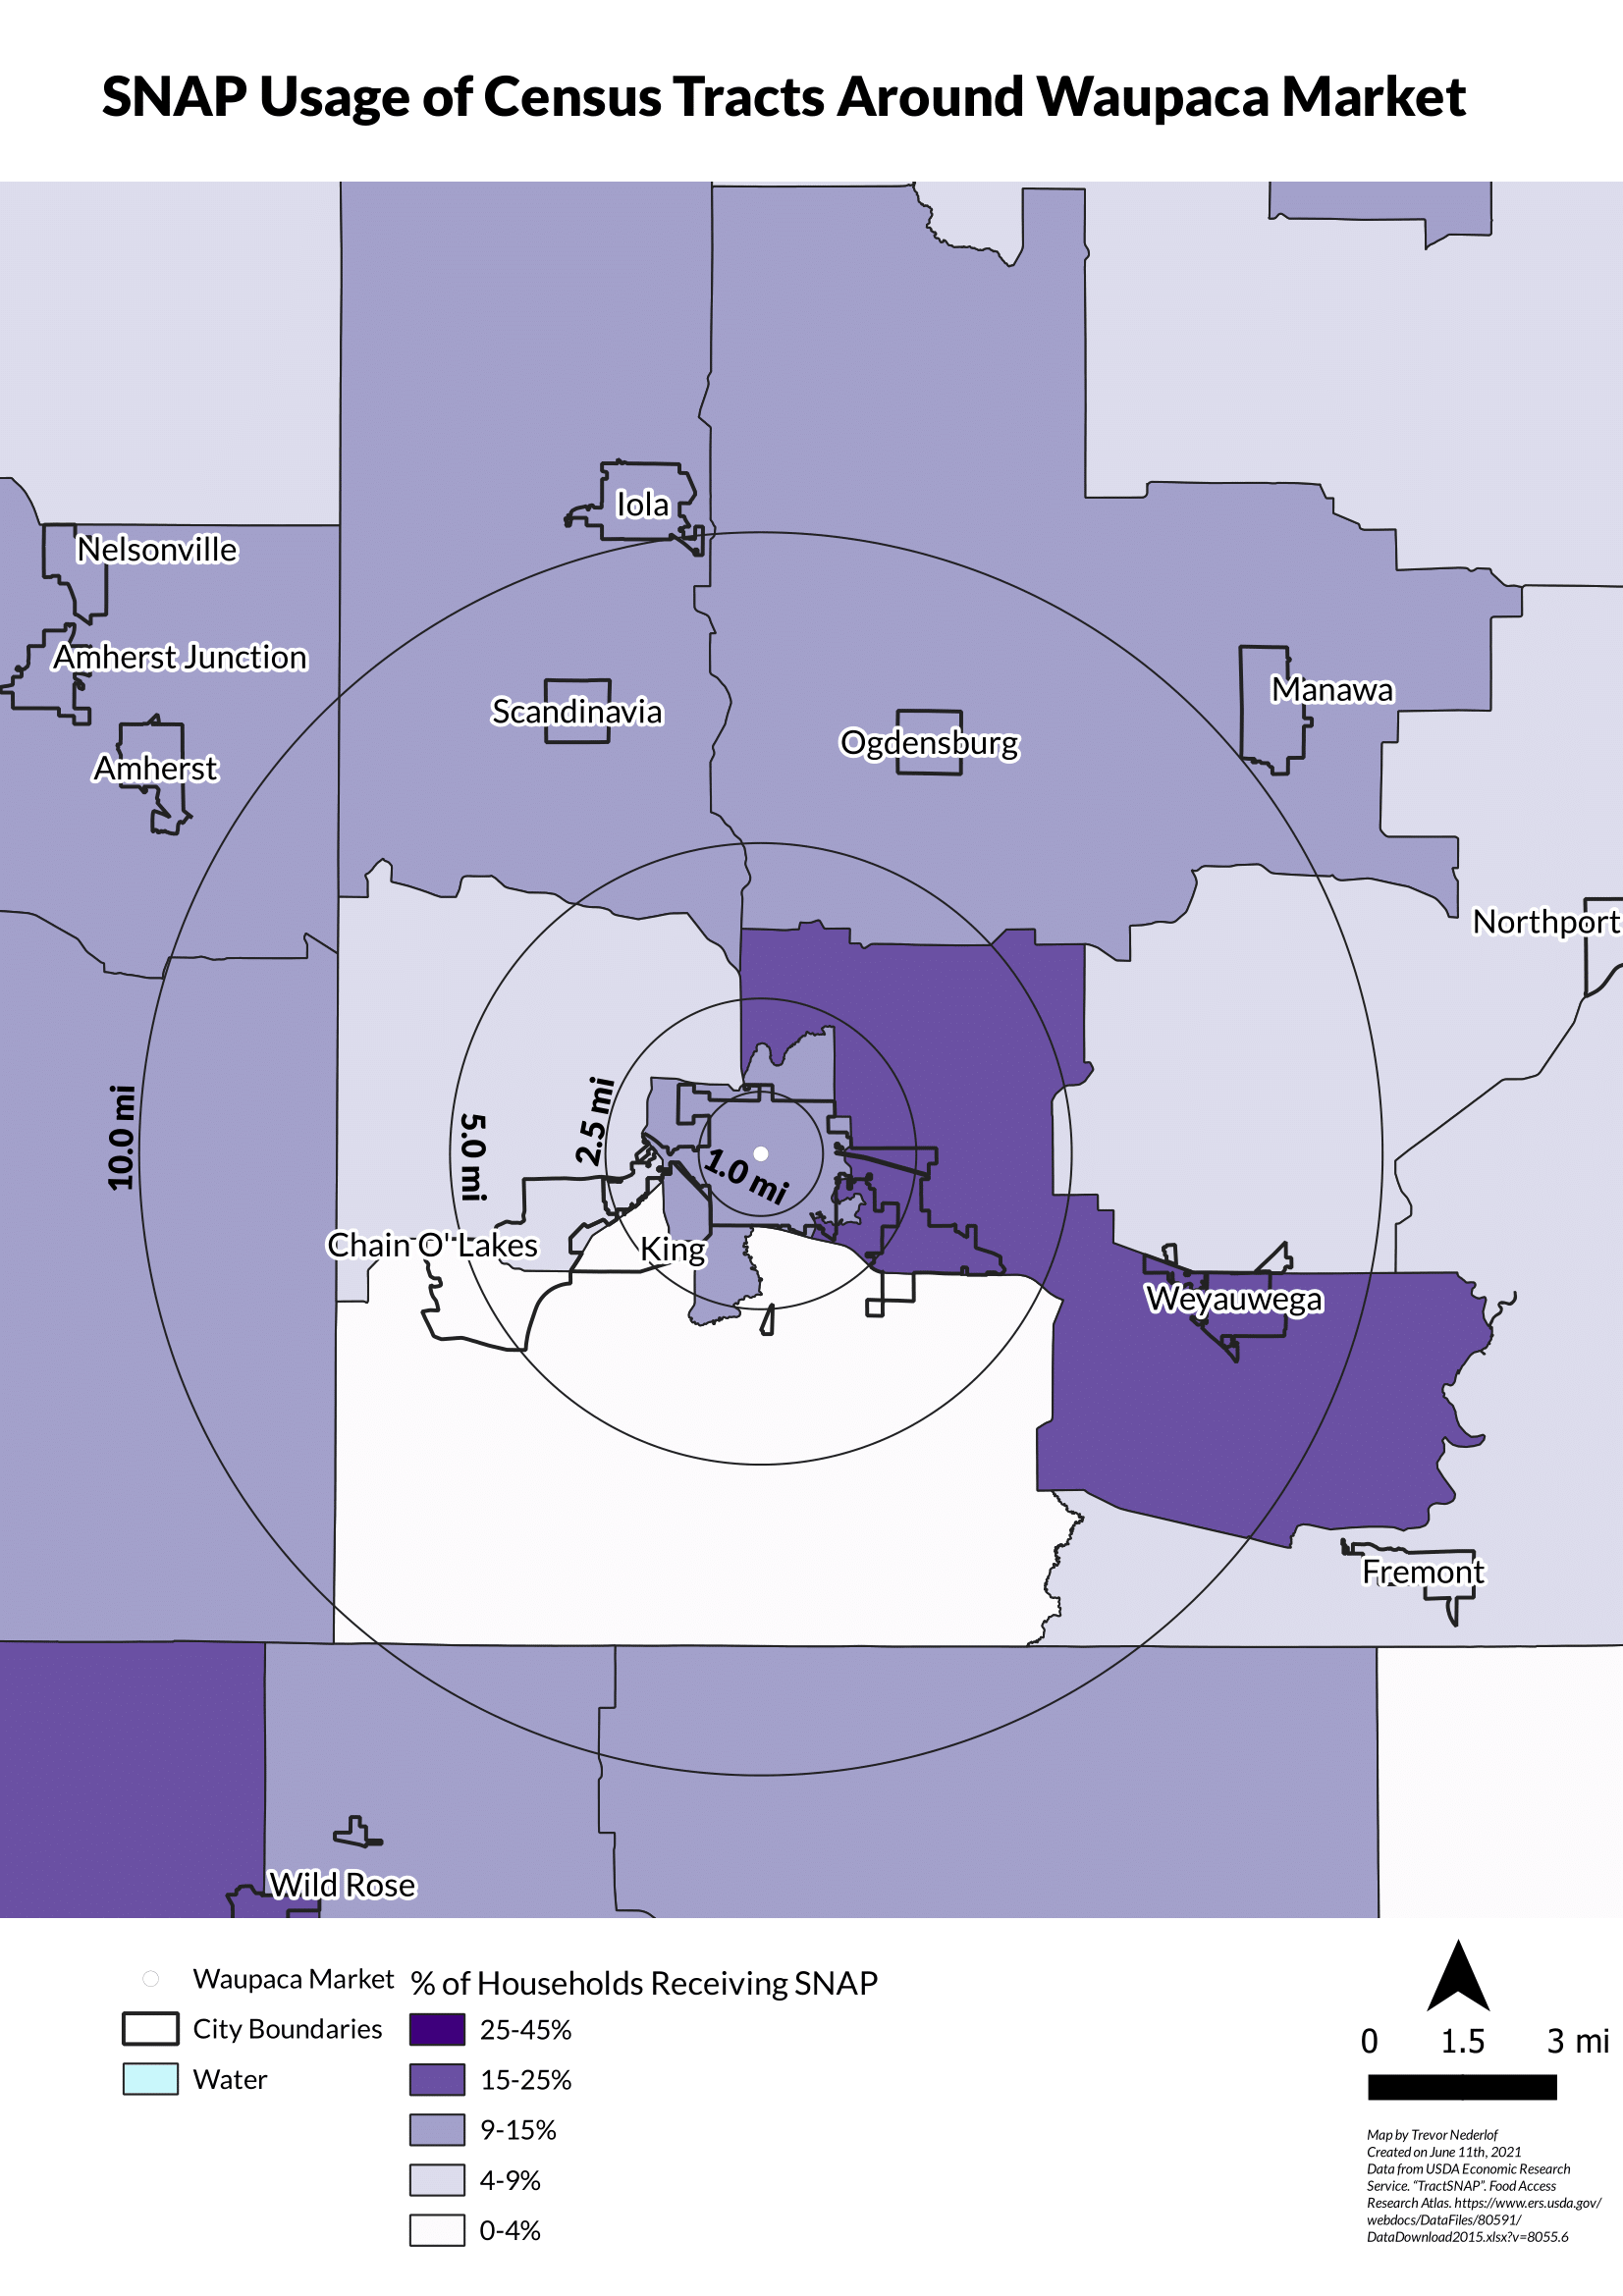 SNAP Usage of Census Tracts Around Waupaca Market
Iola
Nelsonville
Amherst Junction
Scandinavia
Manawa
Ogdensburg
Amherst
Northport
10.0 mi
5.0 mi
2.5 mi
1.0 mi
Chain O' Lakes
King
Weyauwega
Fremont
Wild Rose
Waupaca Market
City Boundaries
Water
% of Households Receiving SNAP
25-45%
15-25%
9-15%
4-9%
0-4%
0 1.5 3 mi
Map by Trevor Nederlof
Created on June 11th, 2021
Data from USDA Economic Research
Service. “TractSNAP”. Food Access
Research Atlas. https://www.ers.usda.gov/
webdocs/DataFiles/80591/
DataDownload2015.xlsx?v=8055.6